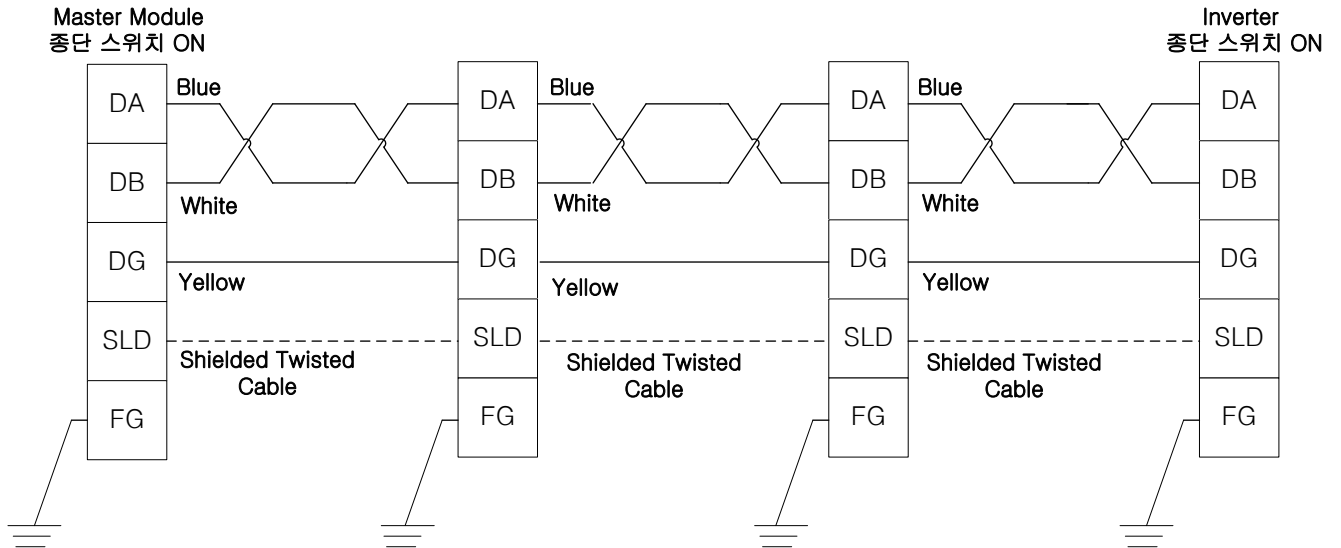 Master Module
종단 스위치 ON
Inverter
종단 스위치 ON
DA
Blue
DA
Blue
DA
Blue
DA
DB
White
DB
White
DB
White
DB
DG
Yellow
DG
Yellow
DG
Yellow
DG
SLD
Shielded Twisted
Cable
SLD
Shielded Twisted
Cable
SLD
Shielded Twisted
Cable
SLD
FG
FG
FG
FG